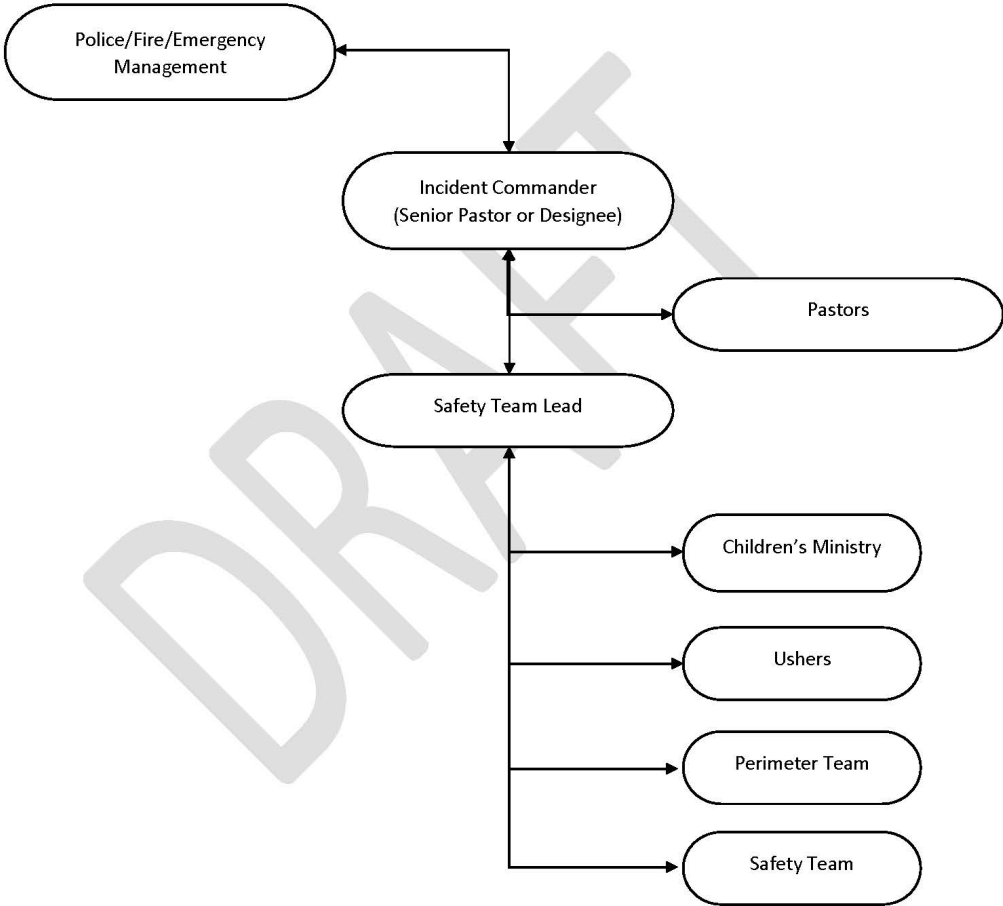 Police/Fire/Emergency
Management
Incident Commander
(Senior Pastor or Designee)
Pastors
Safety Team Lead
Children’s Ministry
Ushers
Perimeter Team
Safety Team
DRAFT